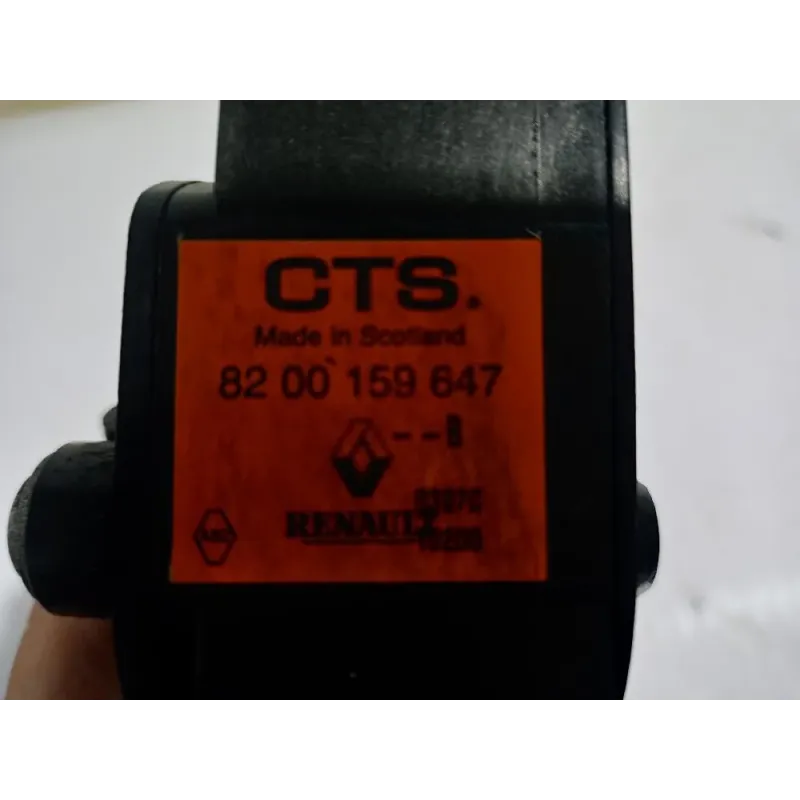 CTS.
Made in Scotland
82 00 159 647
--B
RENAULT